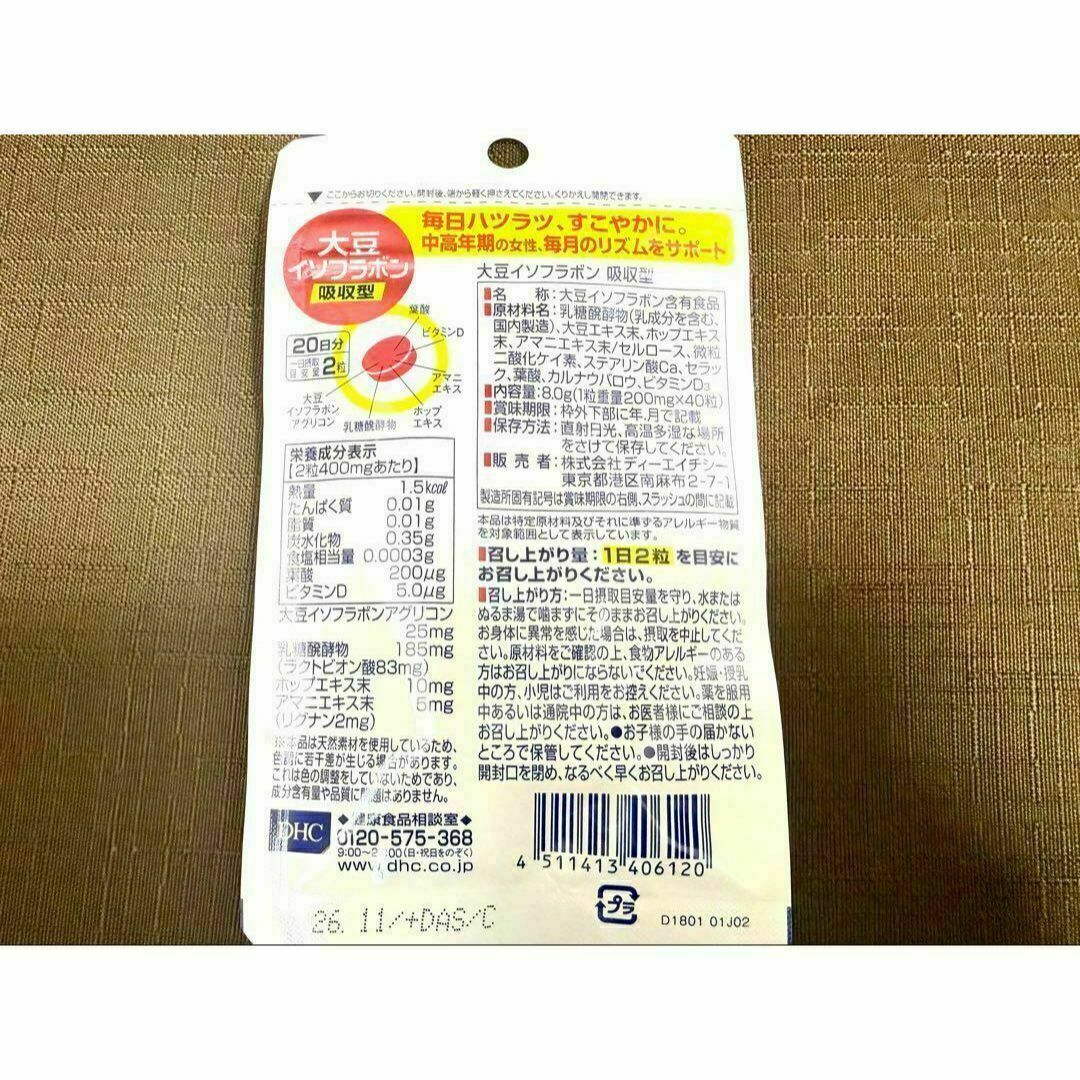 ▼ここからお切りください。開封後、端から軽く押さえてください。くりかえし開閉できます。
大豆
イソフラボン
吸収型
毎日ハツラツ、すこやかに。
中高年期の女性、毎月のリズムをサポート
20日分
一日摂取
目安量2粒
葉酸
ビタミンD
アマニ
エキス
ホップ
エキス
乳糖醗酵物
大豆
イソフラボン
アグリコン
大豆イソフラボン 吸収型
■名　　称:大豆イソフラボン含有食品
■原材料名:乳糖醗酵物(乳成分を含む、
国内製造)、大豆エキス末、ホップエキス
末、アマニエキス末/セルロース、微粒
二酸化ケイ素、ステアリン酸Ca、セラッ
ク、葉酸、カルナウバロウ、ビタミンD₃
■内容量:8.0g(1粒重量200mg×40粒)
■賞味期限:枠外下部に年.月で記載
■保存方法:直射日光、高温多湿な場所
をさけて保存してください。
■販 売 者:株式会社ディーエイチシー
東京都港区南麻布2-7-1
製造所固有記号は賞味期限の右側、スラッシュの間に記載
本品は特定原材料及びそれに準ずるアレルギー物質
を対象範囲として表示しています。
■召し上がり量:1日2粒 を目安に
お召し上がりください。
■召し上がり方:一日摂取目安量を守り、水または
ぬるま湯で噛まずにそのままお召し上がりください。
お身体に異常を感じた場合は、摂取を中止してくだ
さい。原材料をご確認の上、食物アレルギーのある
方はお召し上がりにならないでください。妊娠・授乳
中の方、小児はご利用をお控えください。薬を服用
中あるいは通院中の方は、お医者様にご相談の上
お召し上がりください。●お子様の手の届かない
ところで保管してください。●開封後はしっかり
開封口を閉め、なるべく早くお召し上がりください。
栄養成分表示
[2粒400mgあたり]
熱量 1.5kcal
たんぱく質 0.01g
脂質 0.01g
炭水化物 0.35g
食塩相当量 0.0003g
葉酸 200μg
ビタミンD 5.0μg
大豆イソフラボンアグリコン
25mg
乳糖醗酵物 185mg
(ラクトビオン酸83mg)
ホップエキス末 10mg
アマニエキス末 5mg
(リグナン2mg)
※本品は天然素材を使用しているため、
色調に若干差が生じる場合があります。
これは色の調整をしていないためであり、
成分含有量や品質に問題はありません。
DHC
◆健康食品相談室◆
0120-575-368
(日・祝日をのぞく)
www.dhc.co.jp
4 511413 406120
プラ
D1801 01J02
26. 11/+DAS/C